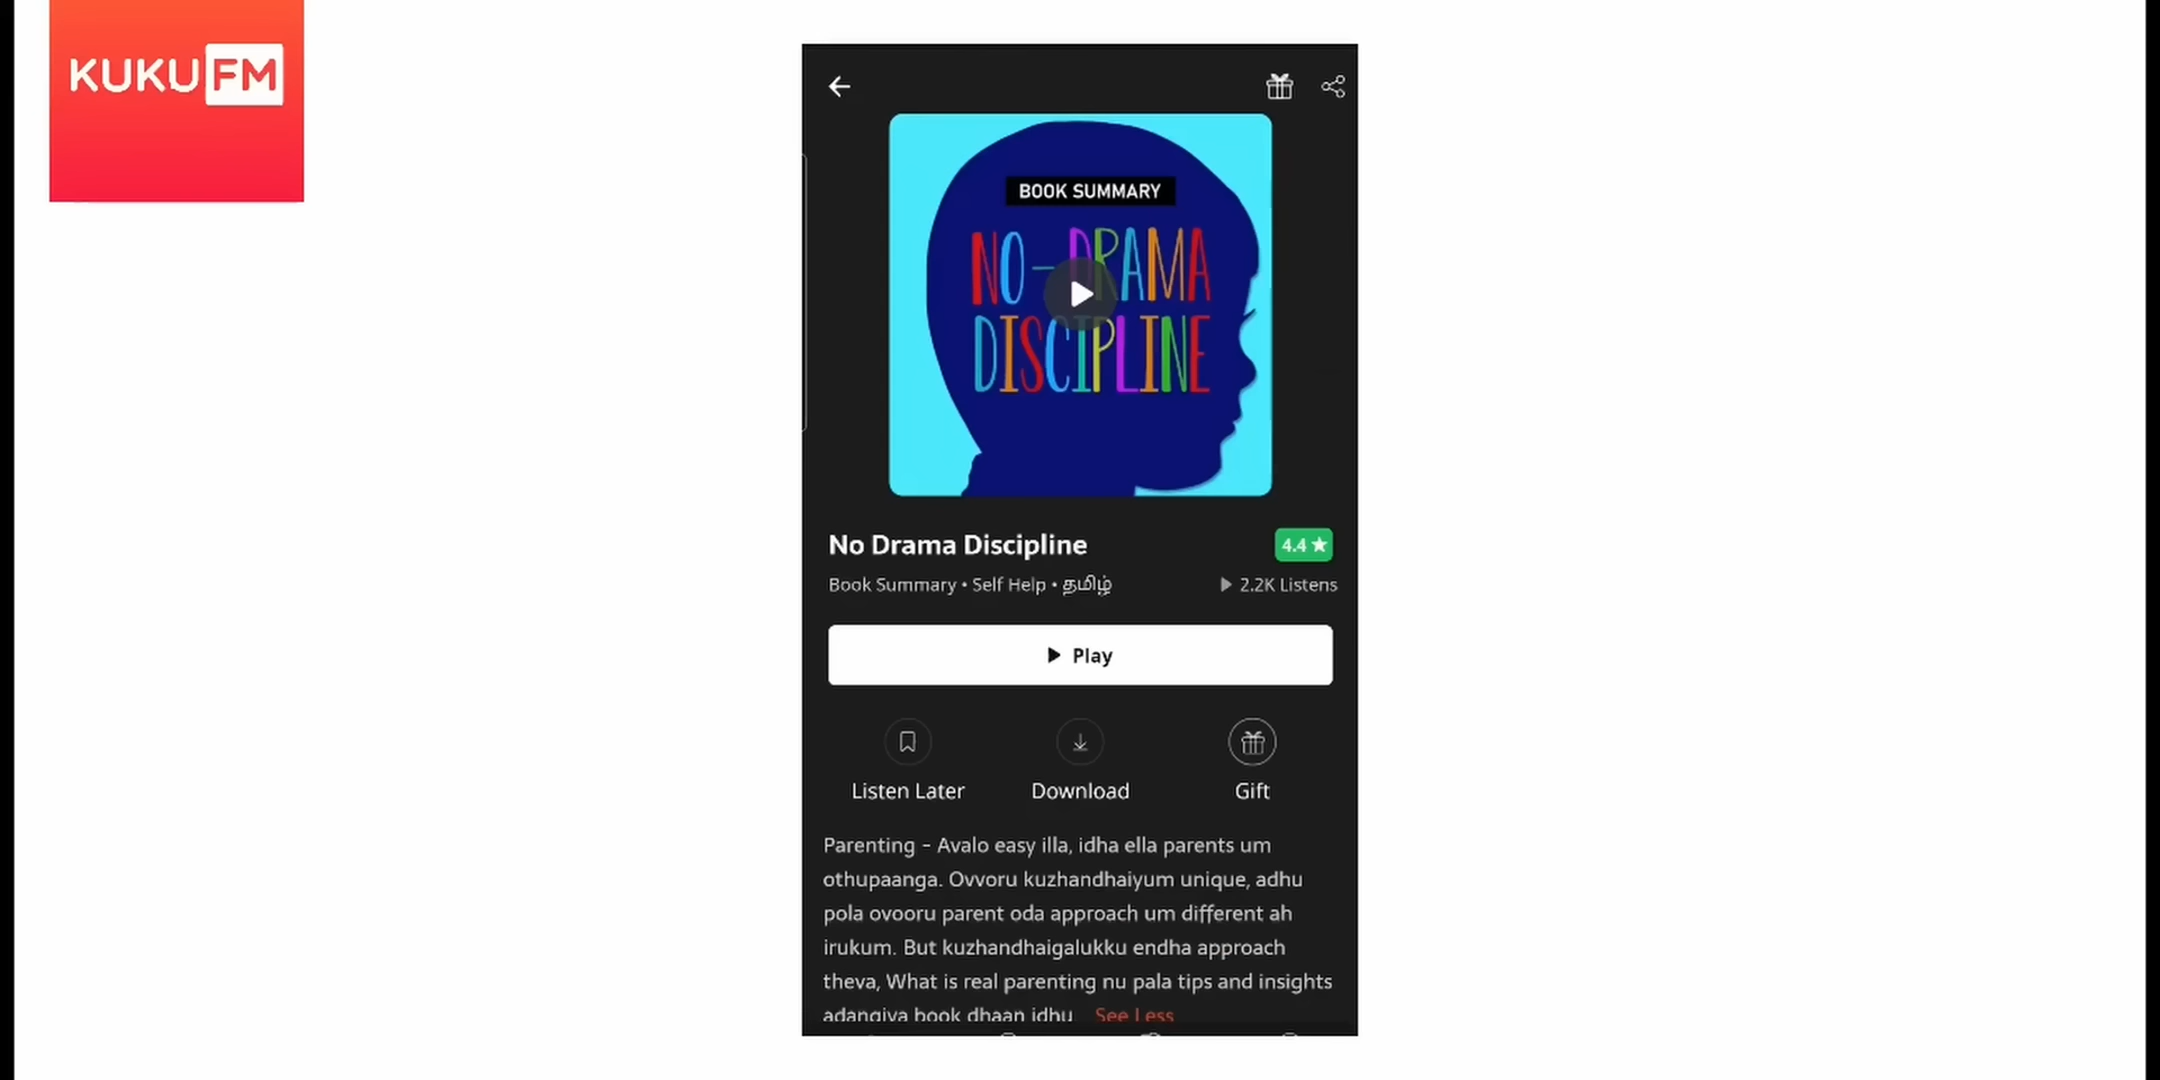 KUKU FM
BOOK SUMMARY
NO-DRAMA
DISCIPLINE
No Drama Discipline
4.4 ★
Book Summary • Self Help • தமிழ்
2.2K Listens
Play
Listen Later
Download
Gift
Parenting - Avalo easy illa, idha ella parents um
othupaanga. Ovvoru kuzhandhaiyum unique, adhu
pola ovooru parent oda approach um different ah
irukum. But kuzhandhaigalukku endha approach
theva, What is real parenting nu pala tips and insights
adangiya book dhaan idhu See Less